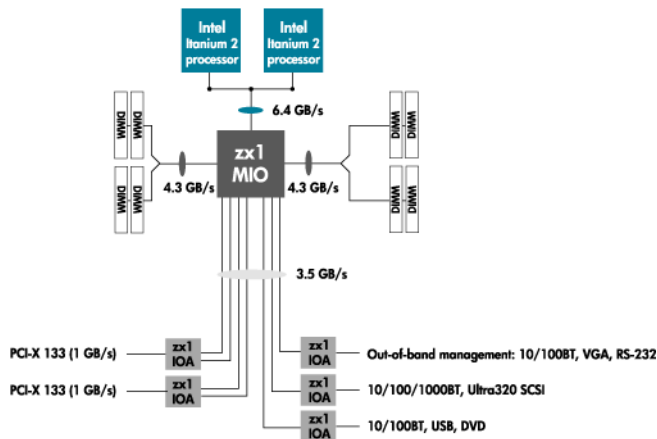 Intel
Itanium 2
processor
Intel
Itanium 2
processor
6.4 GB/s
DIMM
DIMM
DIMM
DIMM
zx1
MIO
DIMM
DIMM
DIMM
DIMM
4.3 GB/s
4.3 GB/s
3.5 GB/s
PCI-X 133 (1 GB/s)
zx1
IOA
zx1
IOA
Out-of-band management: 10/100BT, VGA, RS-232
PCI-X 133 (1 GB/s)
zx1
IOA
zx1
IOA
10/100/1000BT, Ultra320 SCSI
zx1
IOA
10/100BT, USB, DVD